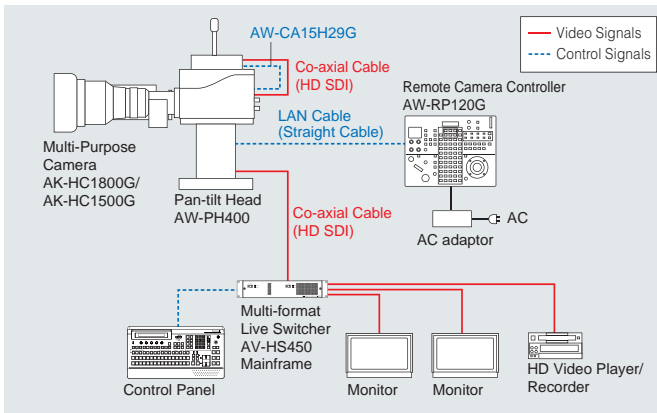 AW-CA15H29G
Video Signals
Control Signals
Co-axial Cable
(HD SDI)
Remote Camera Controller
AW-RP120G
LAN Cable
(Straight Cable)
Multi-Purpose
Camera
AK-HC1800G/
AK-HC1500G
Pan-tilt Head
AW-PH400
Co-axial Cable
(HD SDI)
AC
AC adaptor
Multi-format
Live Switcher
AV-HS450
Mainframe
Control Panel
Monitor
Monitor
HD Video Player/
Recorder